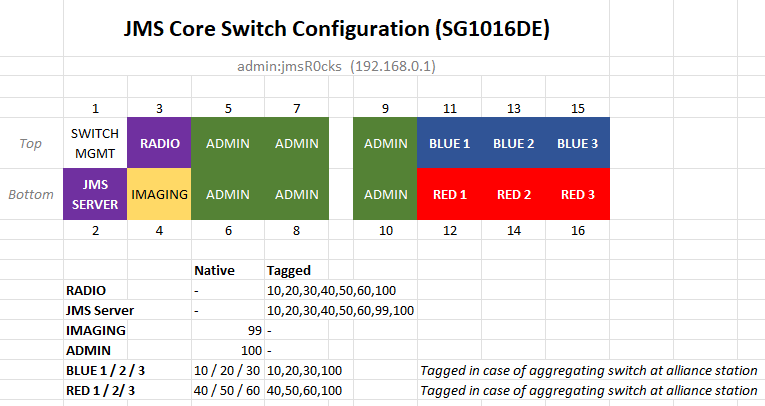 JMS Core Switch Configuration (SG1016DE)
admin:jmsR0cks (192.168.0.1)
1 3 5 7 9 11 13 15
Top SWITCH MGMT RADIO ADMIN ADMIN ADMIN BLUE 1 BLUE 2 BLUE 3
Bottom JMS SERVER IMAGING ADMIN ADMIN ADMIN RED 1 RED 2 RED 3
2 4 6 8 10 12 14 16
Native Tagged
RADIO - 10,20,30,40,50,60,100
JMS Server - 10,20,30,40,50,60,99,100
IMAGING 99 -
ADMIN 100 -
BLUE 1 / 2 / 3 10 / 20 / 30 10,20,30,100 Tagged in case of aggregating switch at alliance station
RED 1 / 2/ 3 40 / 50 / 60 40,50,60,100 Tagged in case of aggregating switch at alliance station